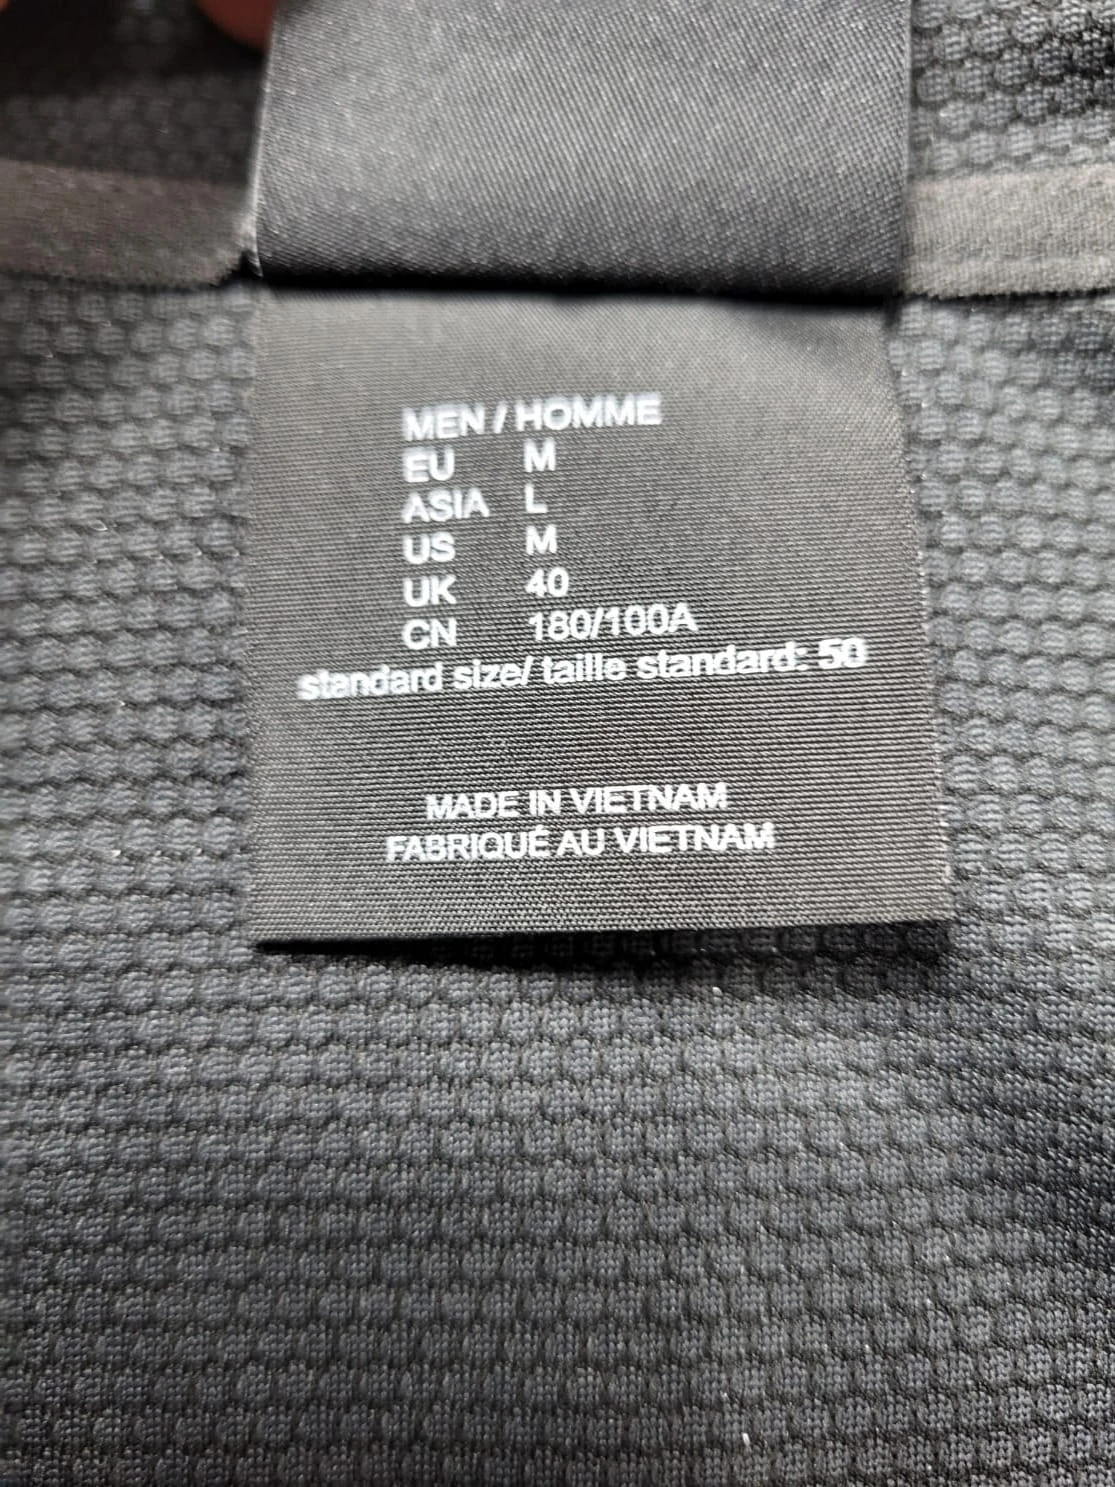 MEN / HOMME
EU M
ASIA L
US M
UK 40
CN 180/100A
standard size/ taille standard: 50
MADE IN VIETNAM
FABRIQUÉ AU VIETNAM